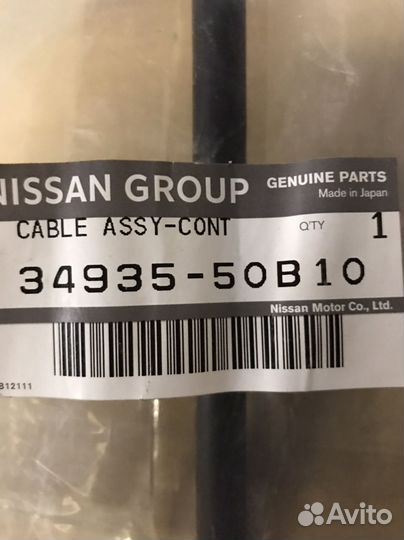 NISSAN GROUP
GENUINE PARTS
Made in Japan
CABLE ASSY-CONT
Q'TY 1
34935-50B10
Nissan Motor Co., Ltd.
B12111
Avito